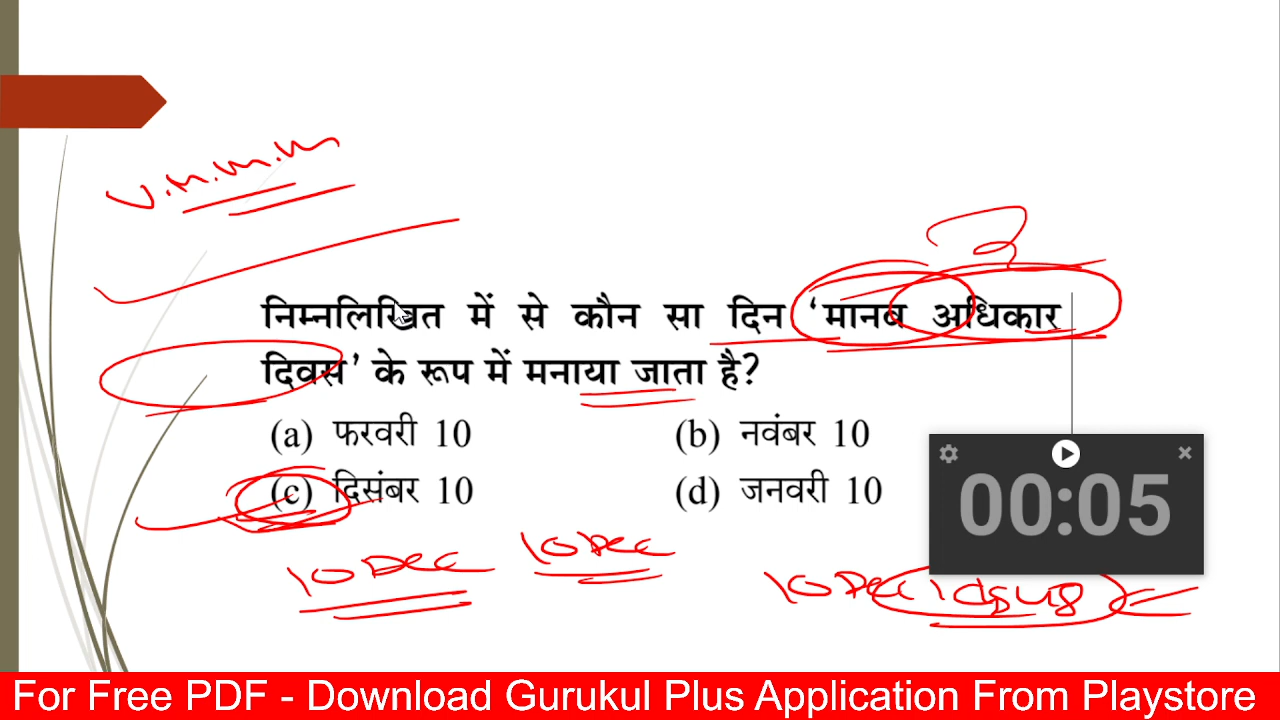 v.m.m.m
निम्नलिखित में से कौन सा दिन 'मानव अधिकार
दिवस' के रूप में मनाया जाता है?
(a) फरवरी 10 (b) नवंबर 10
(c) दिसंबर 10 (d) जनवरी 10
00:05
10 Dec 10 Dec
10 Dec 1948
For Free PDF - Download Gurukul Plus Application From Playstore